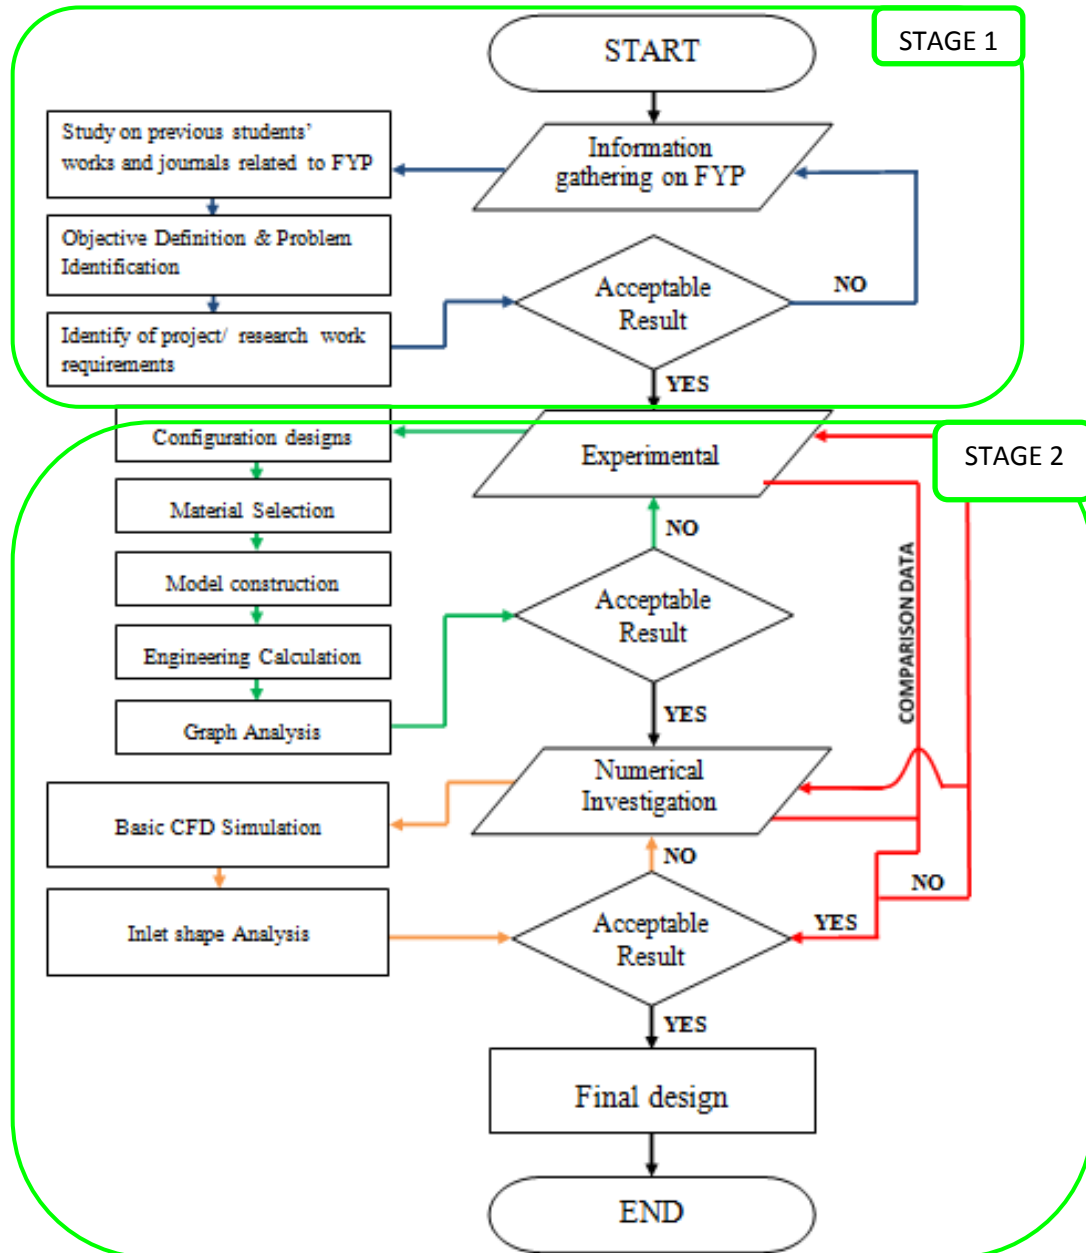 START
STAGE 1
Study on previous students'
works and journals related to FYP
Information
gathering on FYP
Objective Definition & Problem
Identification
Acceptable
Result
NO
Identify of project/ research work
requirements
YES
Configuration designs
Experimental
STAGE 2
Material Selection
NO
Model construction
Acceptable
Result
COMPARISON DATA
Engineering Calculation
Graph Analysis
YES
Numerical
Investigation
Basic CFD Simulation
NO
NO
Inlet shape Analysis
Acceptable
Result
YES
YES
Final design
END